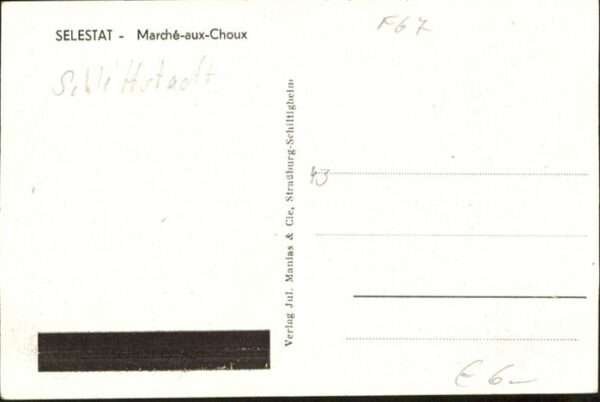 SELESTAT - Marché-aux-Choux
F67
Schlettstadt
Verlag Jul. Manias & Cie, Straßburg-Schiltigheim
43
€ 6-